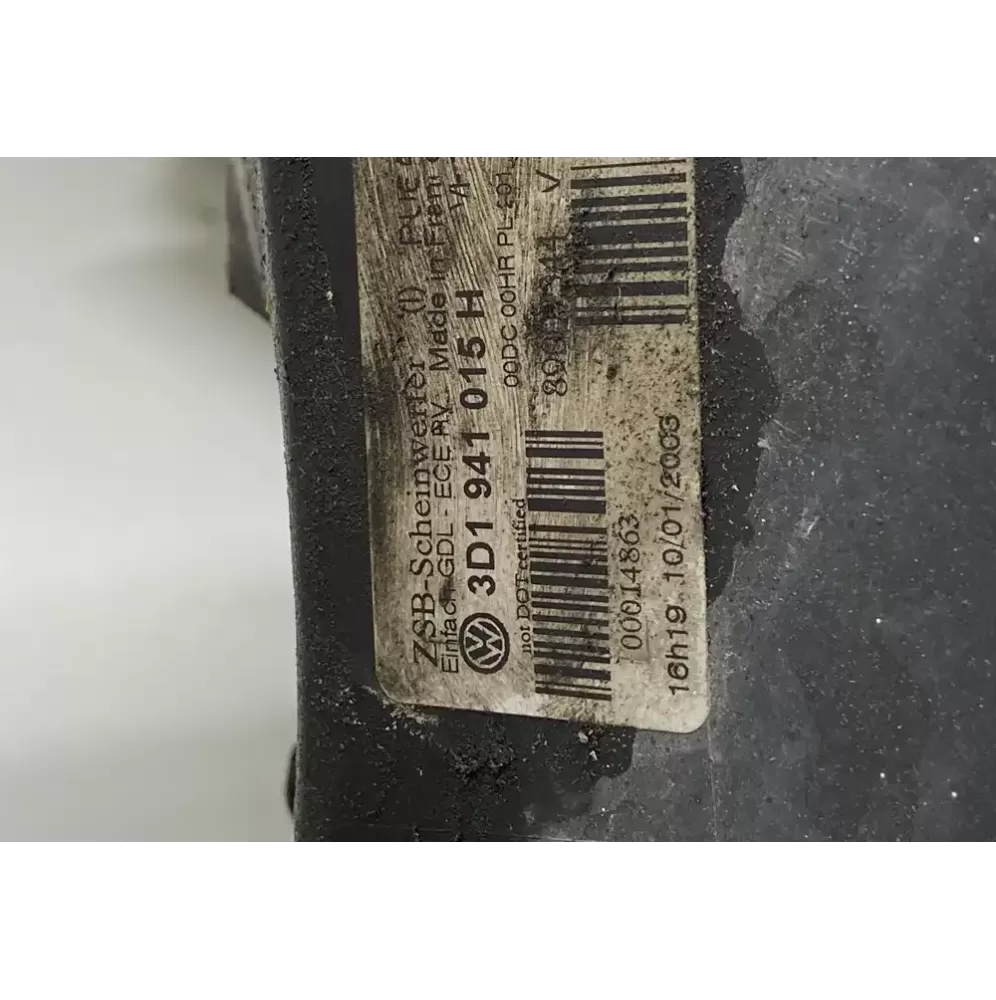 ZSB-Scheinwerfer (l)
Einfach-GDL - ECE RV - Made in
3D1 941 015 H
00DC 00HR PL
not DOT certified
V
00014863
16h19 10/01/2003